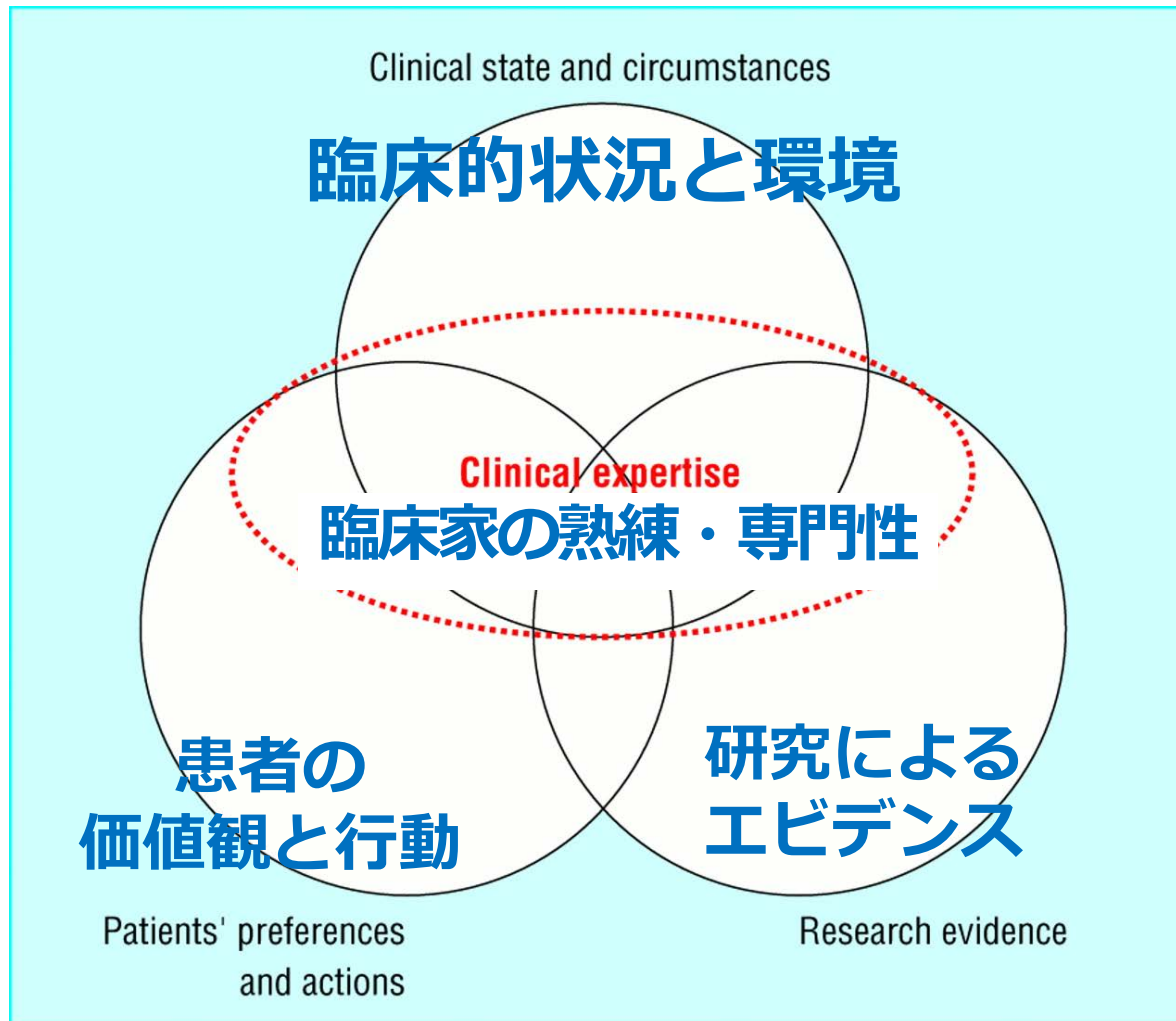 Clinical state and circumstances
臨床的状況と環境
Clinical expertise
臨床家の熟練・専門性
患者の
価値観と行動
研究による
エビデンス
Patients' preferences
and actions
Research evidence